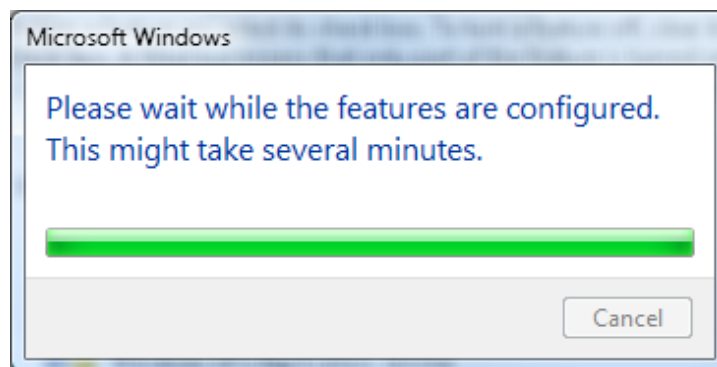 Microsoft Windows
Please wait while the features are configured.
This might take several minutes.
Cancel